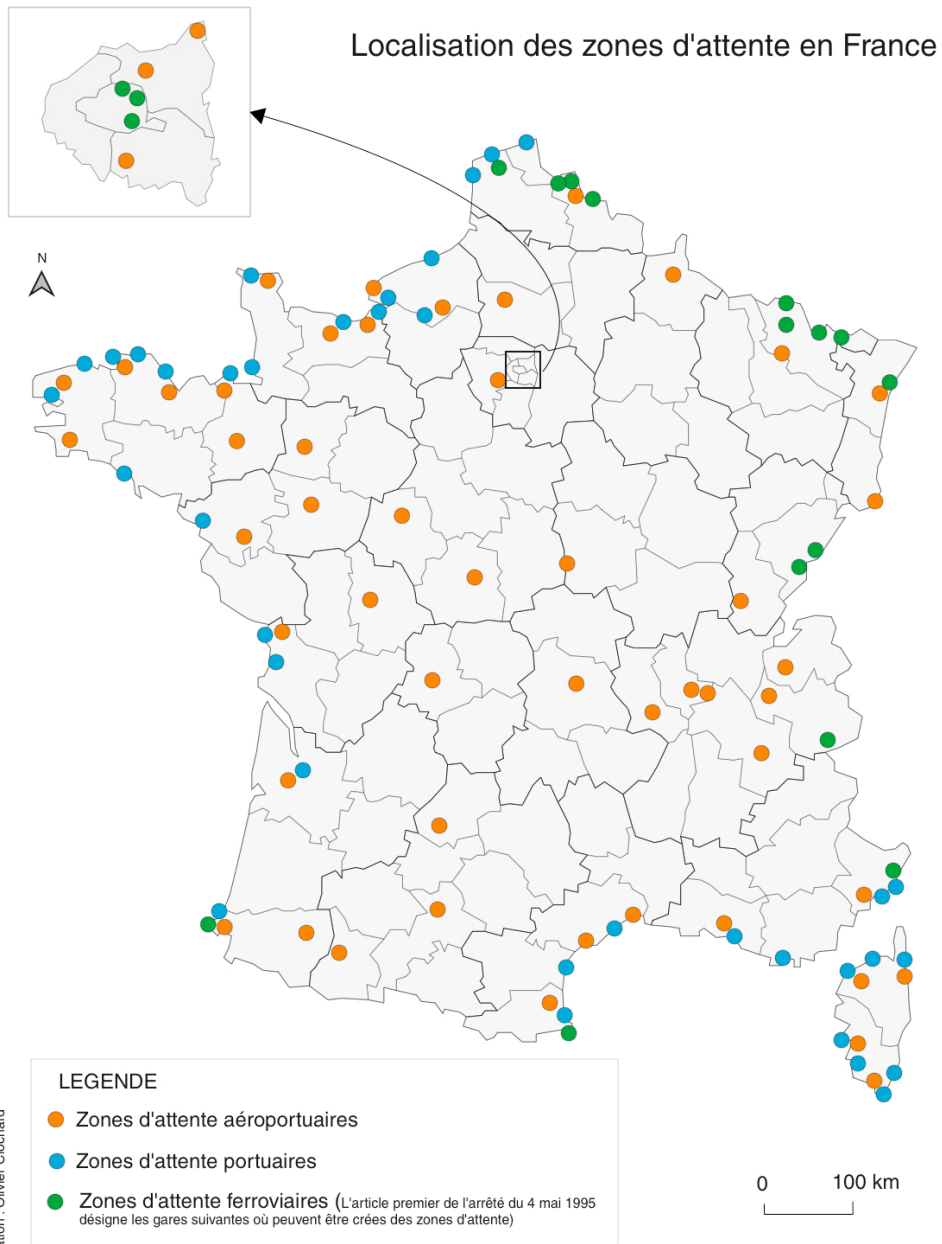 Localisation des zones d'attente en France
N
LEGENDE
Zones d'attente aéroportuaires
Zones d'attente portuaires
Zones d'attente ferroviaires (L'article premier de l'arrêté du 4 mai 1995
désigne les gares suivantes où peuvent être crées des zones d'attente)
0 100 km
: Olivier Clochard